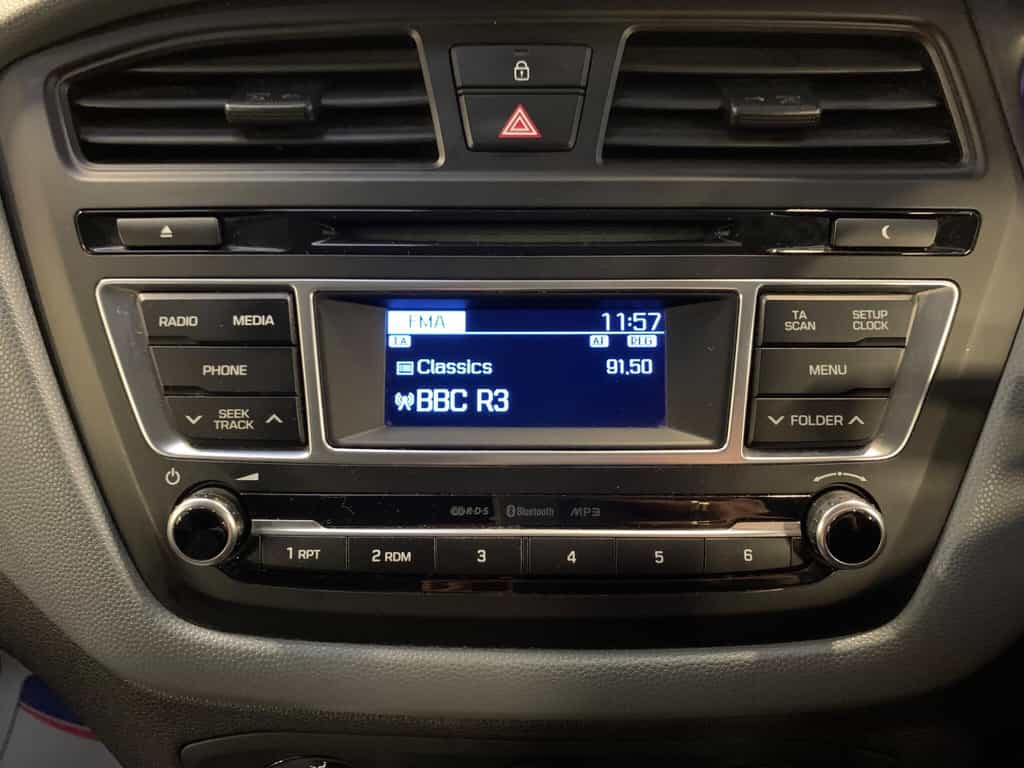 RADIO MEDIA
PHONE
SEEK
TRACK
FMA 11:57
TA AF REG
Classics 91.50
BBC R3
TA
SCAN
SETUP
CLOCK
MENU
FOLDER
R·D·S Bluetooth MP3
1 RPT 2 RDM 3 4 5 6